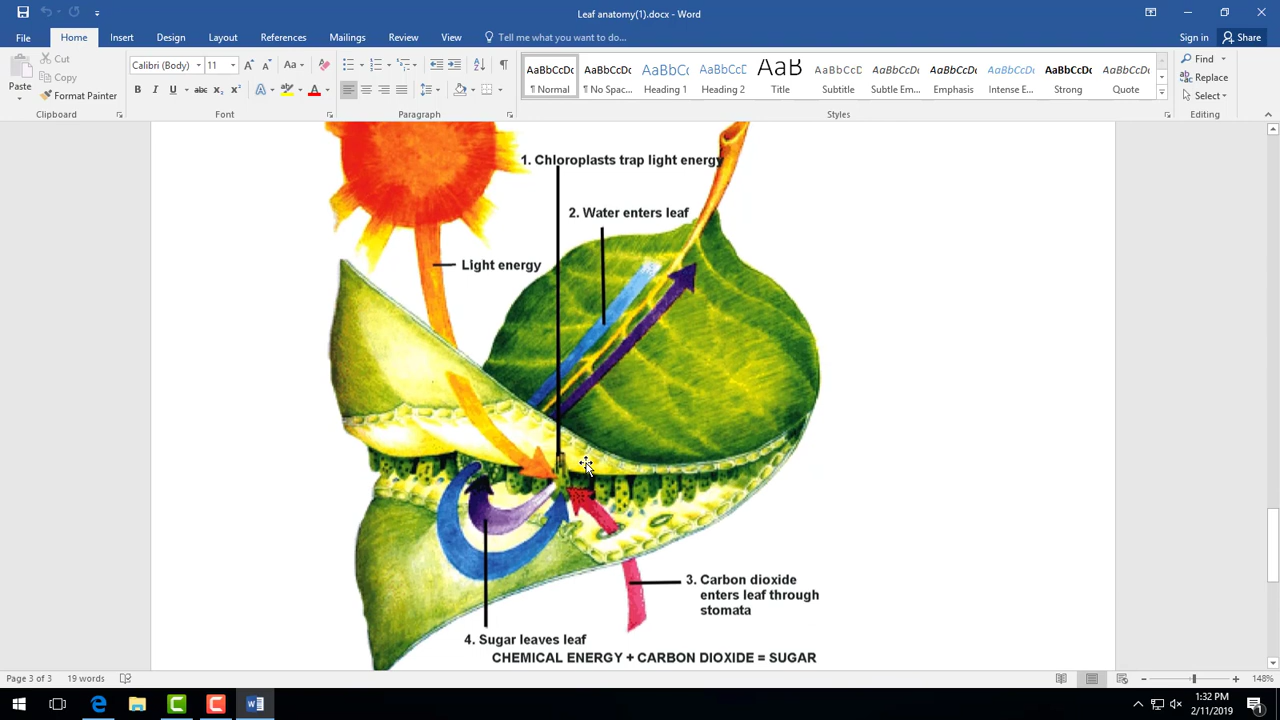 Leaf anatomy(1).docx - Word
File Home Insert Design Layout References Mailings Review View Tell me what you want to do... Sign in Share
Paste
Cut
Copy
Format Painter
Clipboard
Calibri (Body) 11
Font
Paragraph
AaBbCcDc AaBbCcDc AaBbCc AaBbCcD AaB AaBbCcD AaBbCcDc AaBbCcDc AaBbCcDc AaBbCcDc AaBbCcDc
¶ Normal ¶ No Spac... Heading 1 Heading 2 Title Subtitle Subtle Em... Emphasis Intense E... Strong Quote
Styles
Find
Replace
Select
Editing
1. Chloroplasts trap light energy
2. Water enters leaf
Light energy
3. Carbon dioxide
enters leaf through
stomata
4. Sugar leaves leaf
CHEMICAL ENERGY + CARBON DIOXIDE = SUGAR
Page 3 of 3 19 words 148%
1:32 PM
2/11/2019